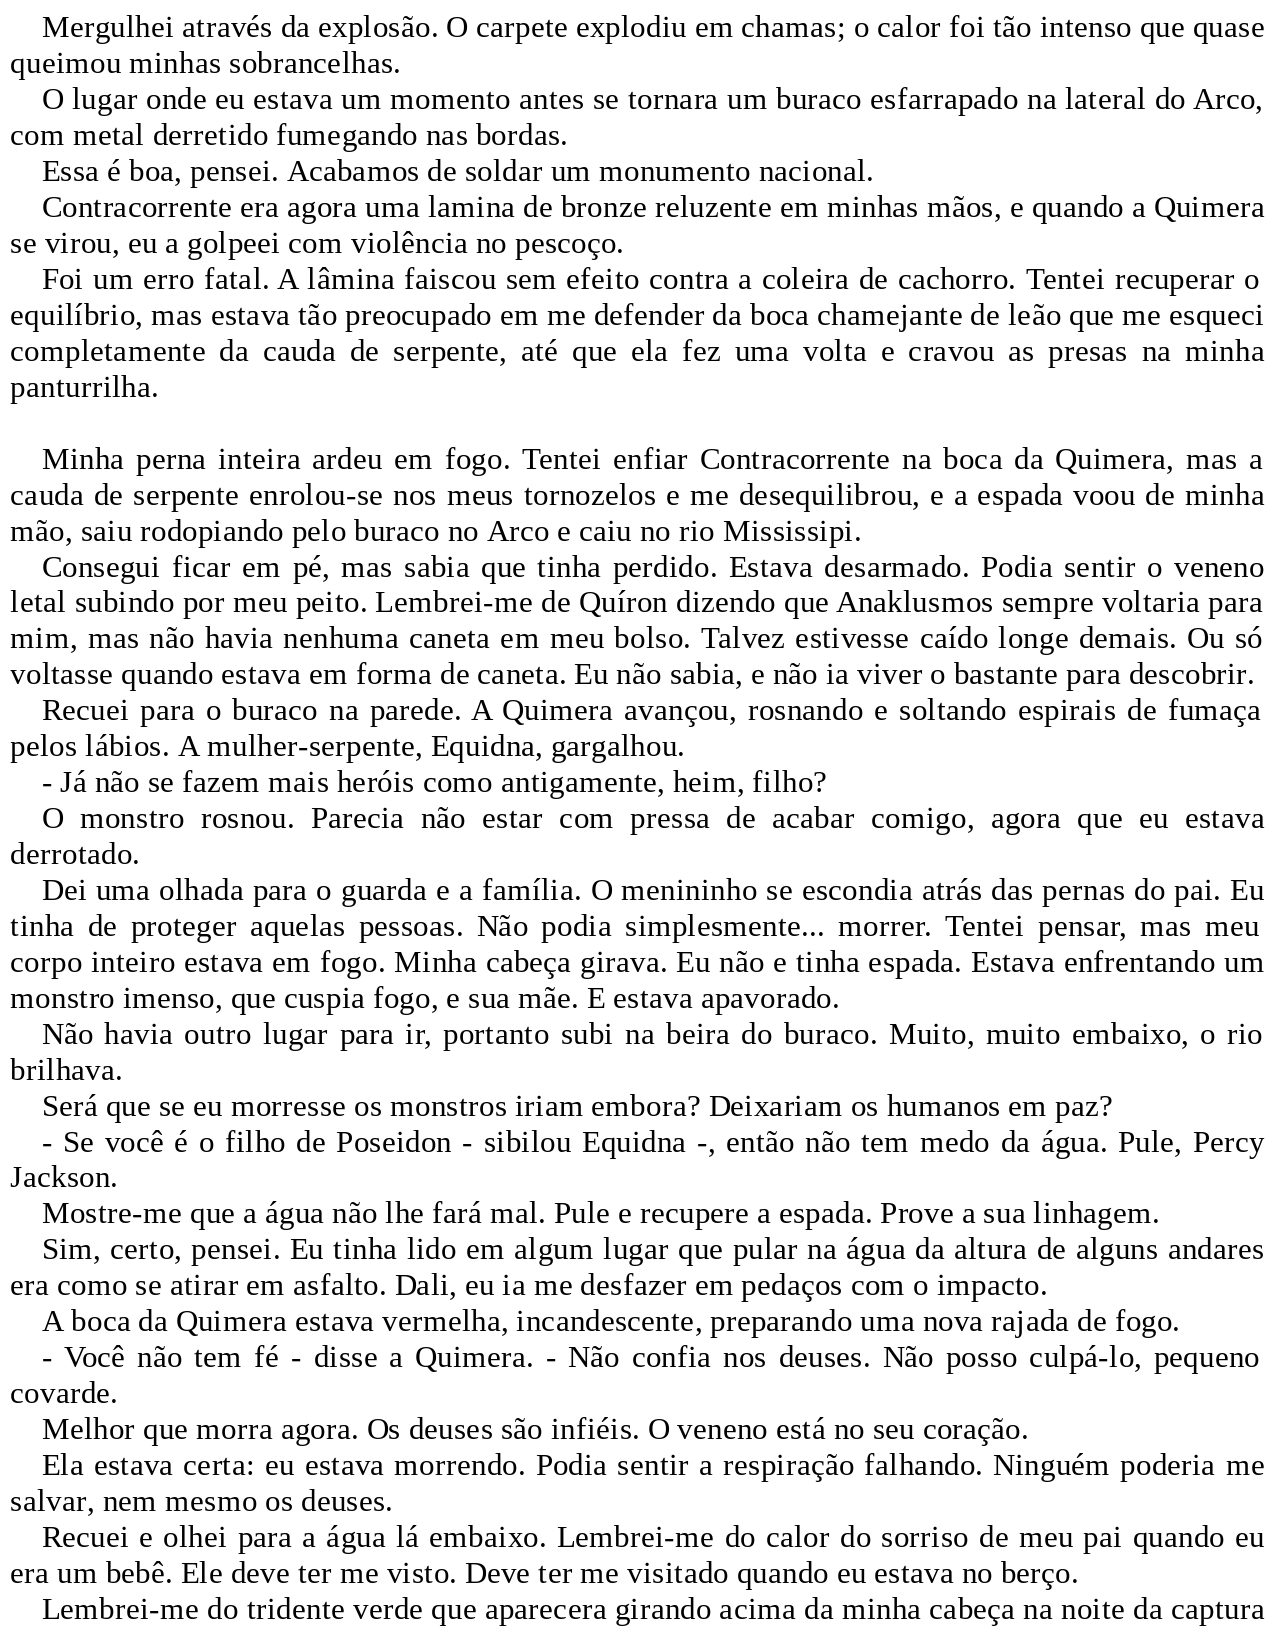 Mergulhei através da explosão. O carpete explodiu em chamas; o calor foi tão intenso que quase
queimou minhas sobrancelhas.
O lugar onde eu estava um momento antes se tornara um buraco esfarrapado na lateral do Arco,
com metal derretido fumegando nas bordas.
Essa é boa, pensei. Acabamos de soldar um monumento nacional.
Contracorrente era agora uma lamina de bronze reluzente em minhas mãos, e quando a Quimera
se virou, eu a golpeei com violência no pescoço.
Foi um erro fatal. A lâmina faiscou sem efeito contra a coleira de cachorro. Tentei recuperar o
equilíbrio, mas estava tão preocupado em me defender da boca chamejante de leão que me esqueci
completamente da cauda de serpente, até que ela fez uma volta e cravou as presas na minha
panturrilha.
Minha perna inteira ardeu em fogo. Tentei enfiar Contracorrente na boca da Quimera, mas a
cauda de serpente enrolou-se nos meus tornozelos e me desequilibrou, e a espada voou de minha
mão, saiu rodopiando pelo buraco no Arco e caiu no rio Mississipi.
Consegui ficar em pé, mas sabia que tinha perdido. Estava desarmado. Podia sentir o veneno
letal subindo por meu peito. Lembrei-me de Quíron dizendo que Anaklusmos sempre voltaria para
mim, mas não havia nenhuma caneta em meu bolso. Talvez estivesse caído longe demais. Ou só
voltasse quando estava em forma de caneta. Eu não sabia, e não ia viver o bastante para descobrir.
Recuei para o buraco na parede. A Quimera avançou, rosnando e soltando espirais de fumaça
pelos lábios. A mulher-serpente, Equidna, gargalhou.
- Já não se fazem mais heróis como antigamente, heim, filho?
O monstro rosnou. Parecia não estar com pressa de acabar comigo, agora que eu estava
derrotado.
Dei uma olhada para o guarda e a família. O menininho se escondia atrás das pernas do pai. Eu
tinha de proteger aquelas pessoas. Não podia simplesmente... morrer. Tentei pensar, mas meu
corpo inteiro estava em fogo. Minha cabeça girava. Eu não e tinha espada. Estava enfrentando um
monstro imenso, que cuspia fogo, e sua mãe. E estava apavorado.
Não havia outro lugar para ir, portanto subi na beira do buraco. Muito, muito embaixo, o rio
brilhava.
Será que se eu morresse os monstros iriam embora? Deixariam os humanos em paz?
- Se você é o filho de Poseidon - sibilou Equidna -, então não tem medo da água. Pule, Percy
Jackson.
Mostre-me que a água não lhe fará mal. Pule e recupere a espada. Prove a sua linhagem.
Sim, certo, pensei. Eu tinha lido em algum lugar que pular na água da altura de alguns andares
era como se atirar em asfalto. Dali, eu ia me desfazer em pedaços com o impacto.
A boca da Quimera estava vermelha, incandescente, preparando uma nova rajada de fogo.
- Você não tem fé - disse a Quimera. - Não confia nos deuses. Não posso culpá-lo, pequeno
covarde.
Melhor que morra agora. Os deuses são infiéis. O veneno está no seu coração.
Ela estava certa: eu estava morrendo. Podia sentir a respiração falhando. Ninguém poderia me
salvar, nem mesmo os deuses.
Recuei e olhei para a água lá embaixo. Lembrei-me do calor do sorriso de meu pai quando eu
era um bebê. Ele deve ter me visto. Deve ter me visitado quando eu estava no berço.
Lembrei-me do tridente verde que aparecera girando acima da minha cabeça na noite da captura